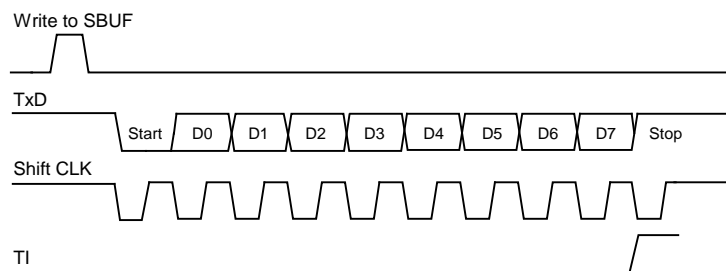 Write to SBUF
TxD
Start D0 D1 D2 D3 D4 D5 D6 D7 Stop
Shift CLK
TI